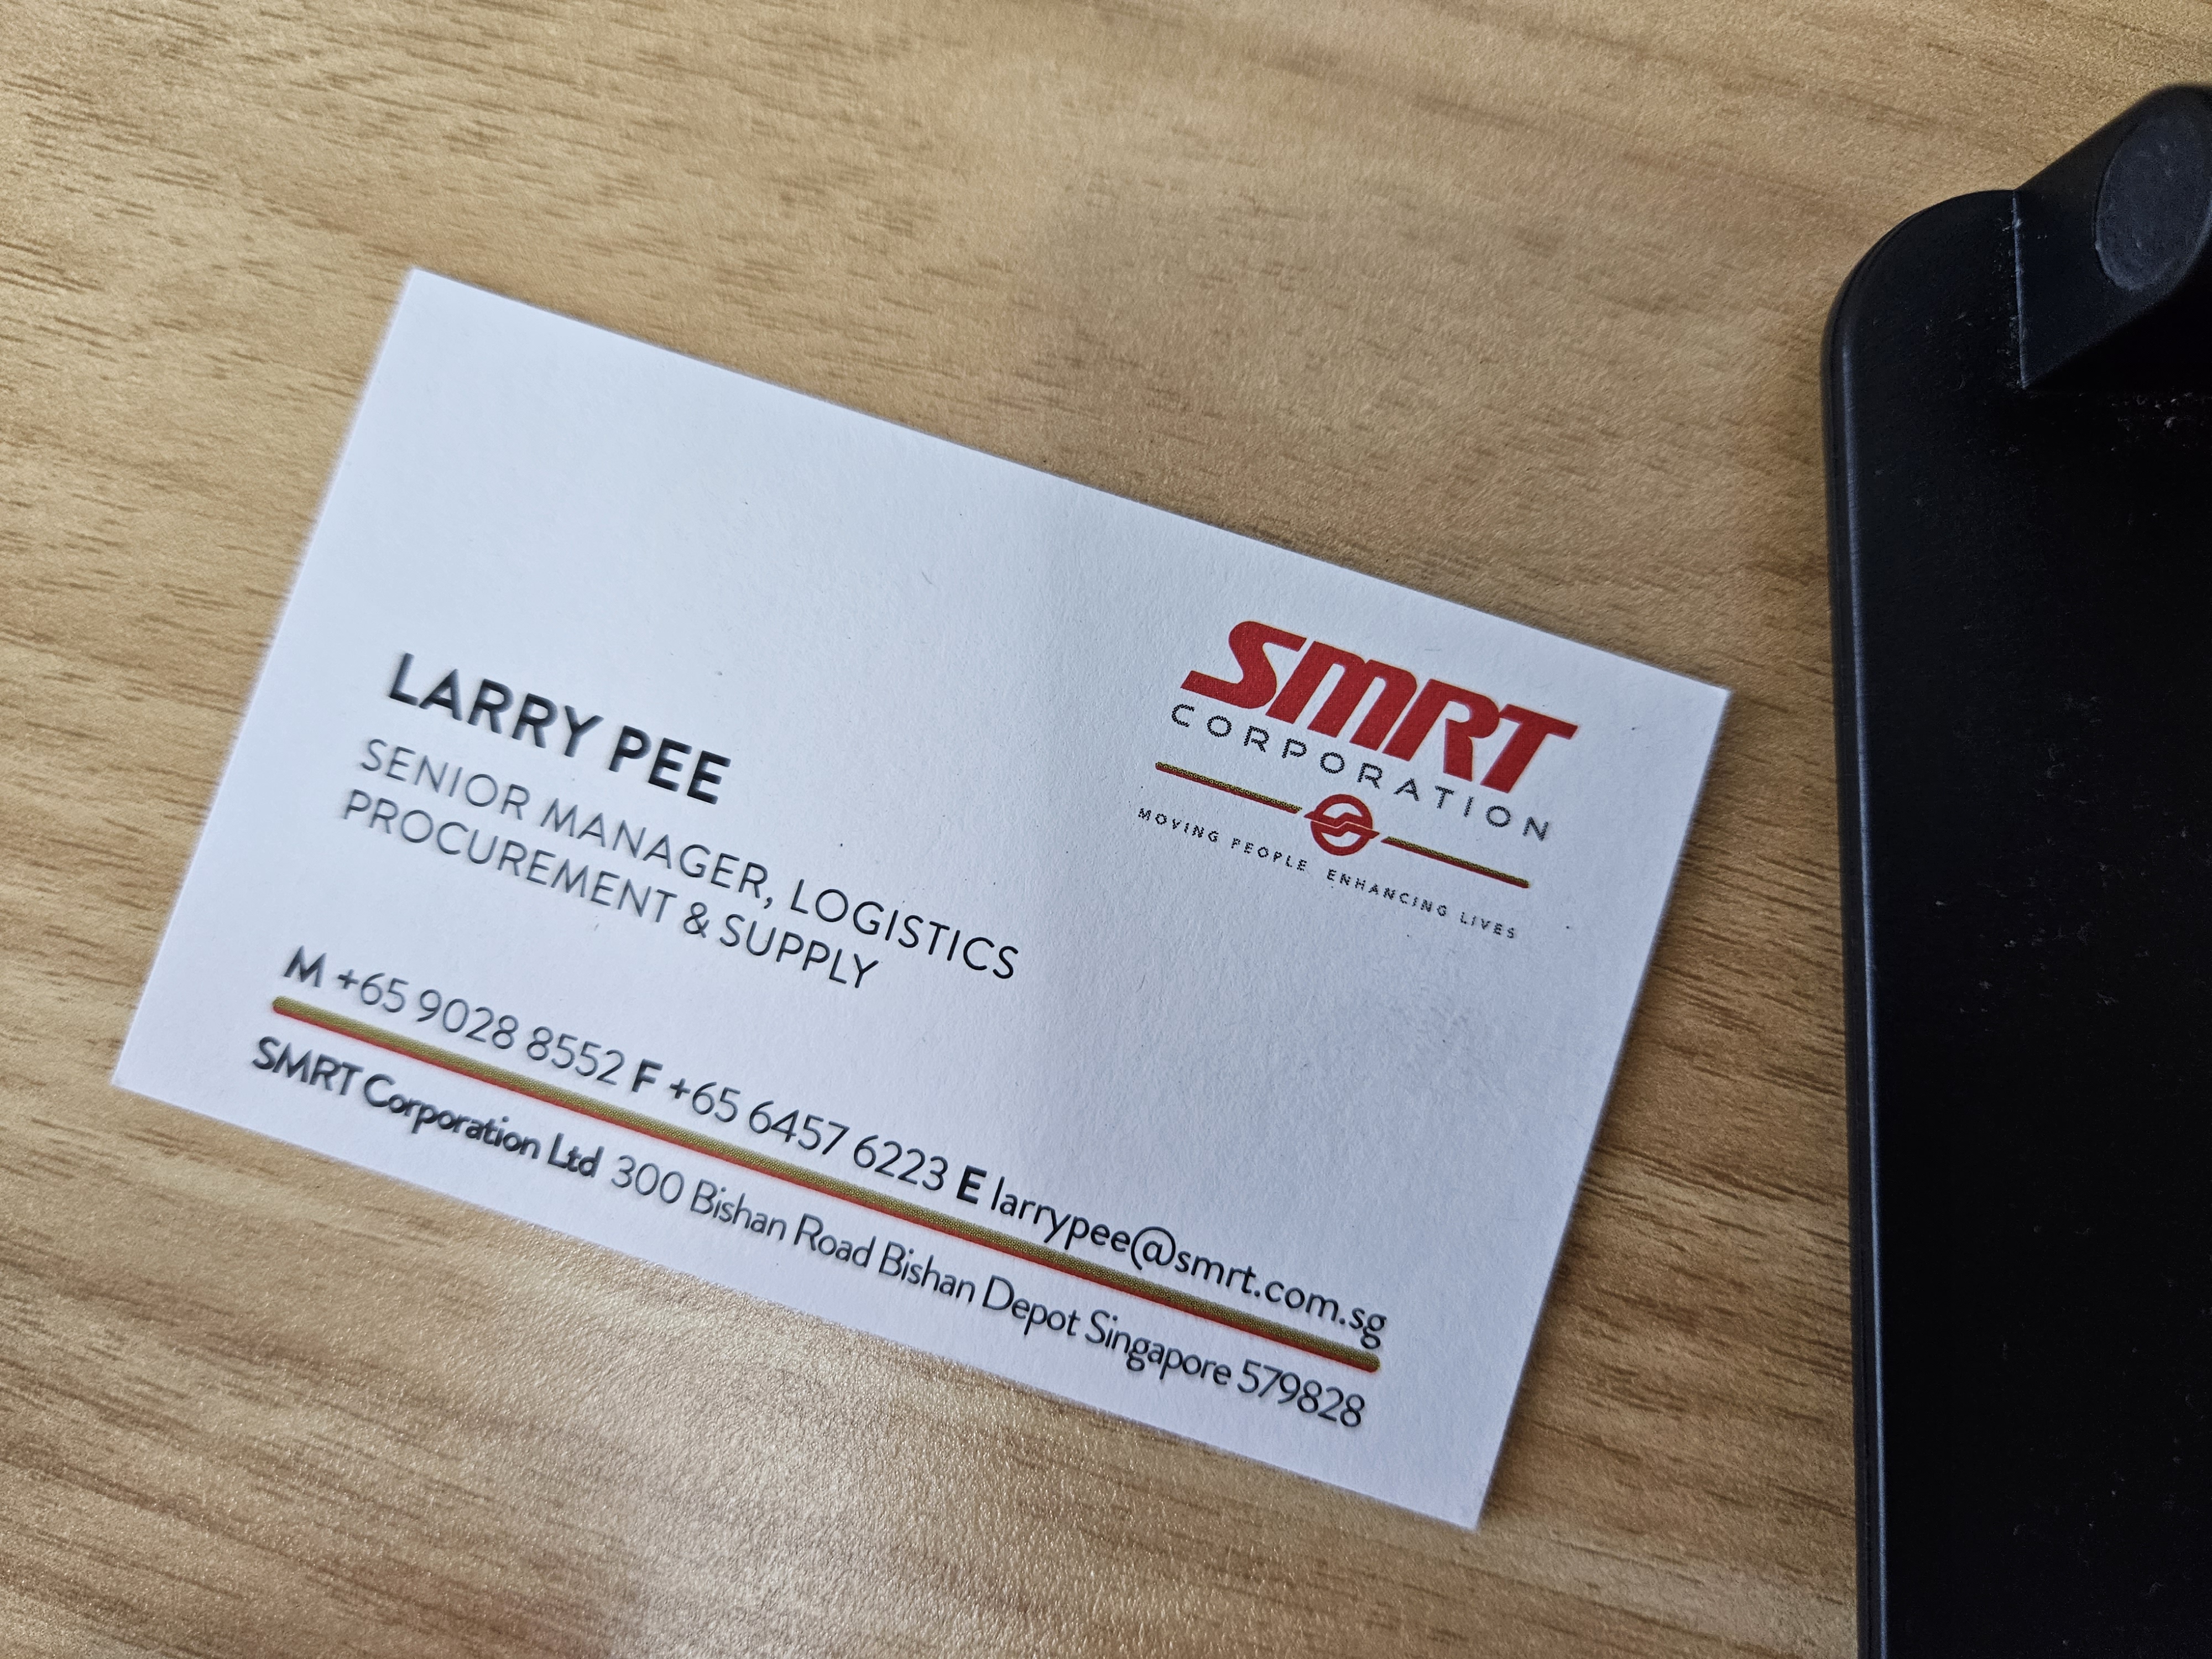 SMRT
CORPORATION
MOVING PEOPLE ENHANCING LIVES
LARRY PEE
SENIOR MANAGER, LOGISTICS
PROCUREMENT & SUPPLY
M +65 9028 8552 F +65 6457 6223 E larrypee@smrt.com.sg
SMRT Corporation Ltd 300 Bishan Road Bishan Depot Singapore 579828